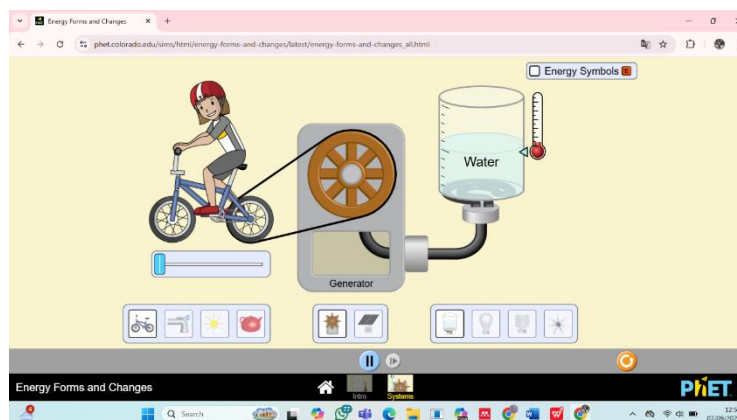 Energy Forms and Changes
phet.colorado.edu/sims/html/energy-forms-and-changes/latest/energy-forms-and-changes_all.html
Energy Symbols E
Water
Generator
Energy Forms and Changes
Intro
Systems
PhET
Search